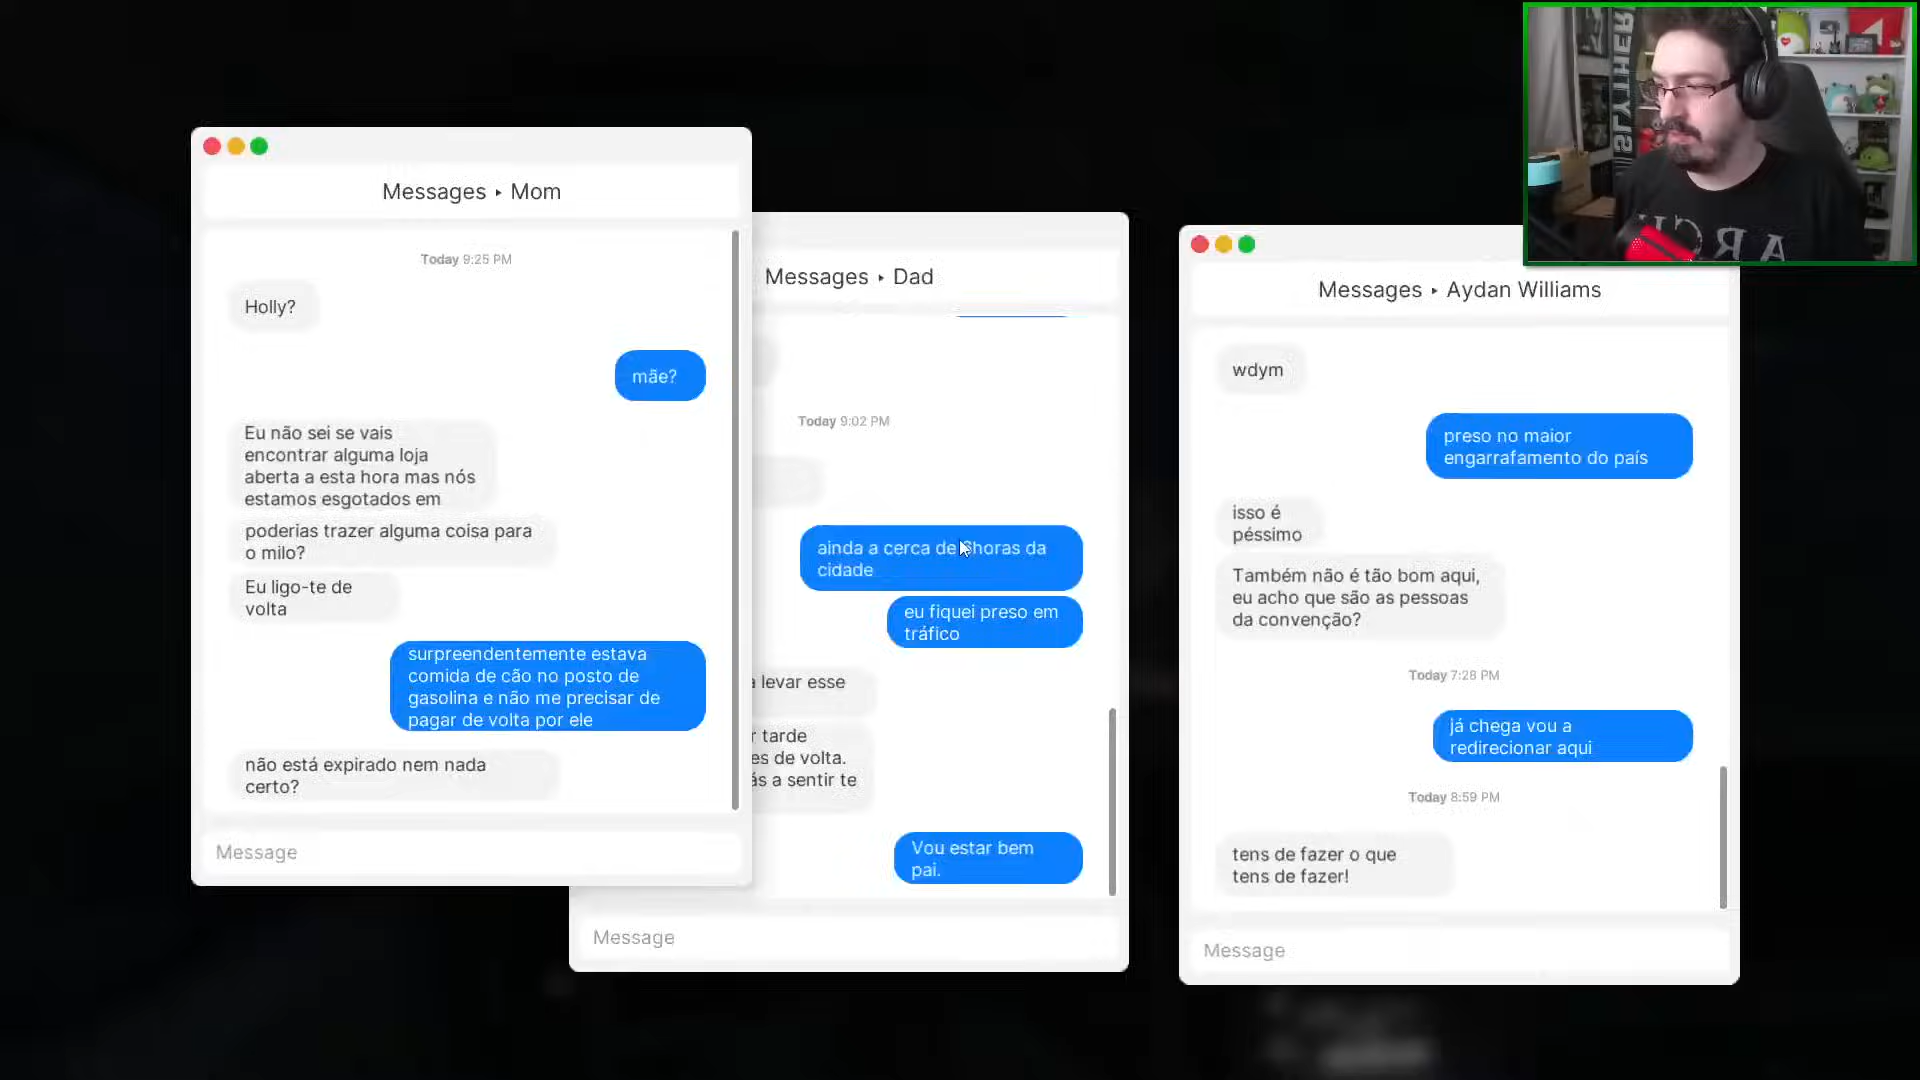 Messages ▸ Mom
Today 9:25 PM
Holly?
mãe?
Eu não sei se vais
encontrar alguma loja
aberta a esta hora mas nós
estamos esgotados em
poderias trazer alguma coisa para
o milo?
Eu ligo-te de
volta
surpreendentemente estava
comida de cão no posto de
gasolina e não me precisar de
pagar de volta por ele
não está expirado nem nada
certo?
Message
Messages ▸ Dad
Today 9:02 PM
ainda a cerca de horas da
cidade
eu fiquei preso em
tráfico
levar esse
tarde
es de volta.
ás a sentir te
Vou estar bem
pai.
Message
Messages ▸ Aydan Williams
wdym
preso no maior
engarrafamento do país
isso é
péssimo
Também não é tão bom aqui,
eu acho que são as pessoas
da convenção?
Today 7:28 PM
já chega vou a
redirecionar aqui
Today 8:59 PM
tens de fazer o que
tens de fazer!
Message
SLYTHER